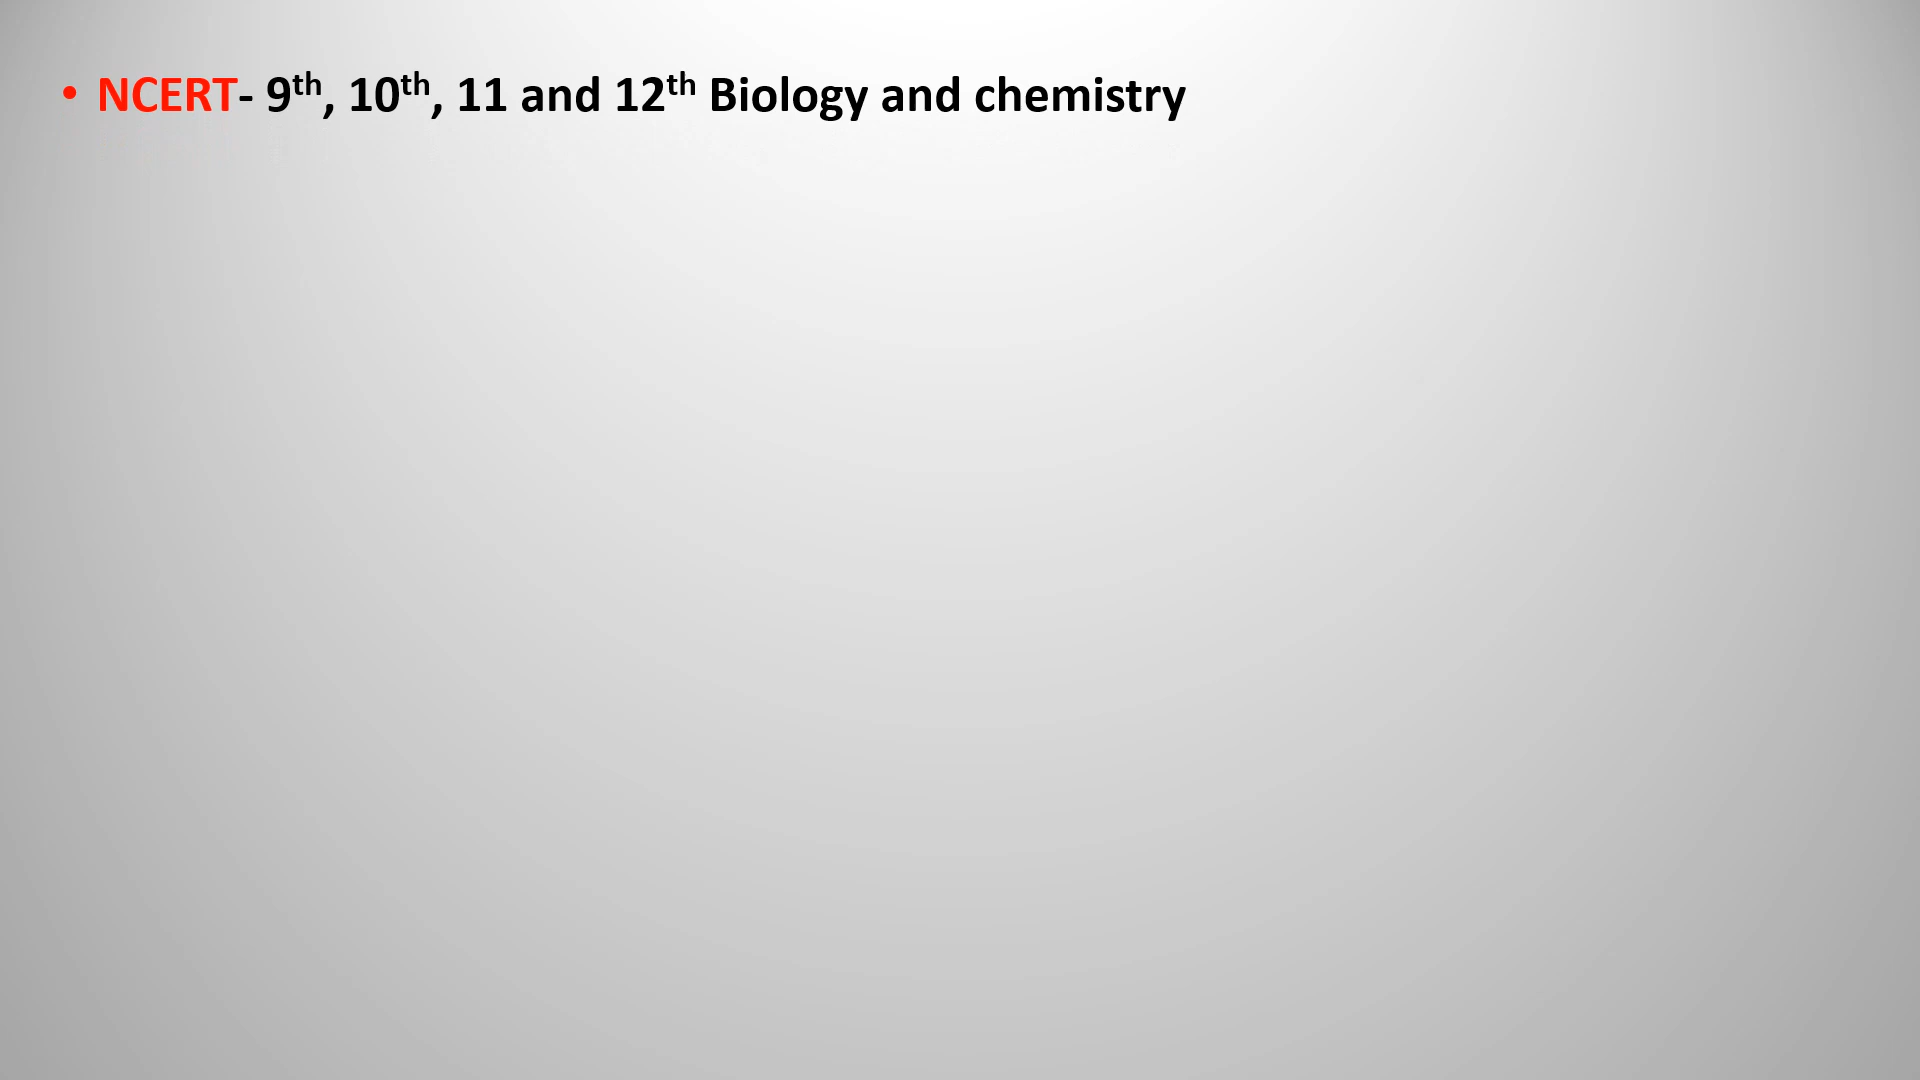 • NCERT- 9th, 10th, 11 and 12th Biology and chemistry